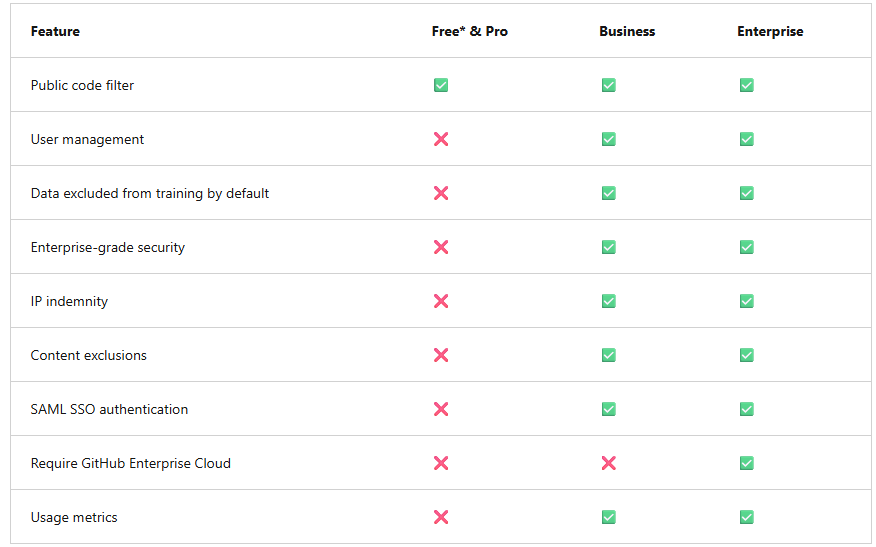 Feature Free* & Pro Business Enterprise
Public code filter ✅ ✅ ✅
User management ❌ ✅ ✅
Data excluded from training by default ❌ ✅ ✅
Enterprise-grade security ❌ ✅ ✅
IP indemnity ❌ ✅ ✅
Content exclusions ❌ ✅ ✅
SAML SSO authentication ❌ ✅ ✅
Require GitHub Enterprise Cloud ❌ ❌ ✅
Usage metrics ❌ ✅ ✅